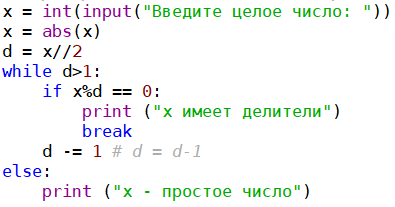 x = int(input("Введите целое число: "))
x = abs(x)
d = x//2
while d>1:
    if x%d == 0:
        print ("x имеет делители")
        break
    d -= 1 # d = d-1
else:
    print ("x - простое число")